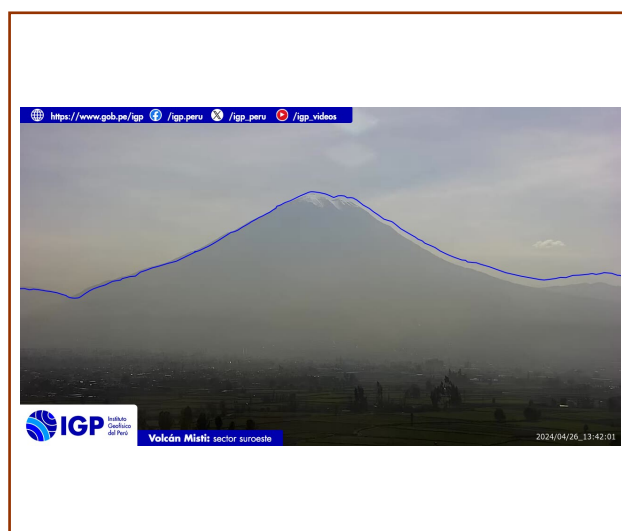 https://www.gob.pe/igp /igp.peru /igp_peru /igp_videos
IGP
Instituto
Geofísico
del Perú
Volcán Misti: sector suroeste
2024/04/26_13:42:01